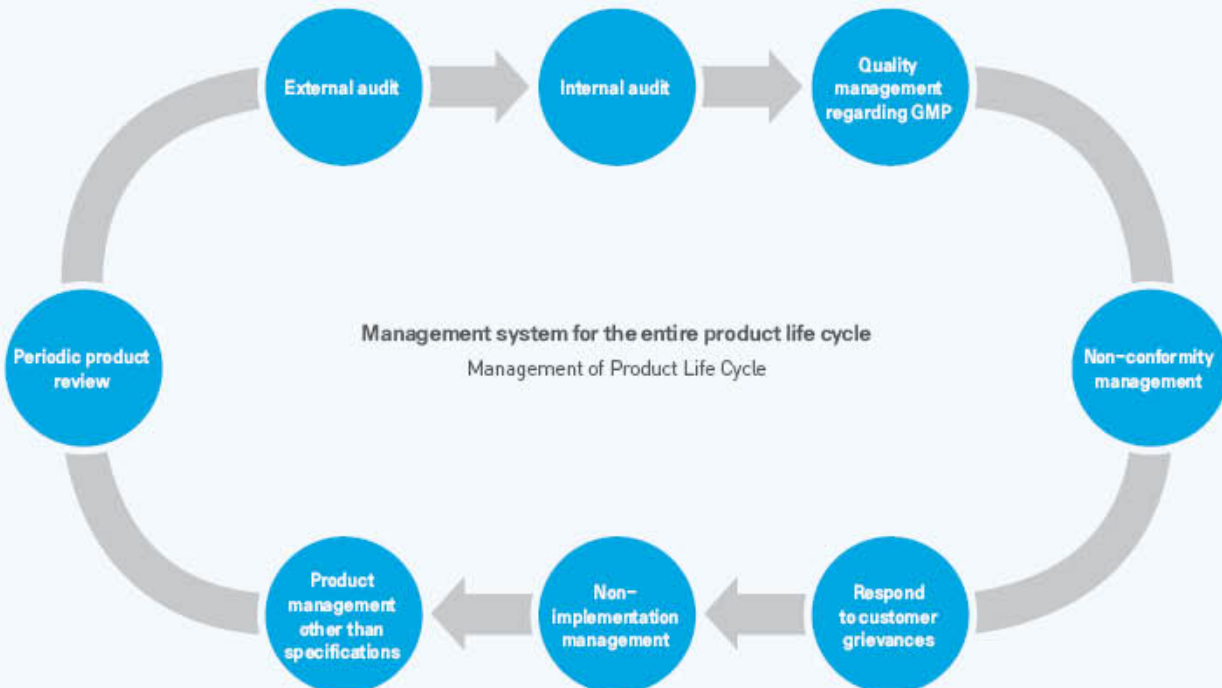 External audit
Internal audit
Quality
management
regarding GMP
Management system for the entire product life cycle
Management of Product Life Cycle
Periodic product
review
Non-conformity
management
Product
management
other than
specifications
Non-
implementation
management
Respond
to customer
grievances